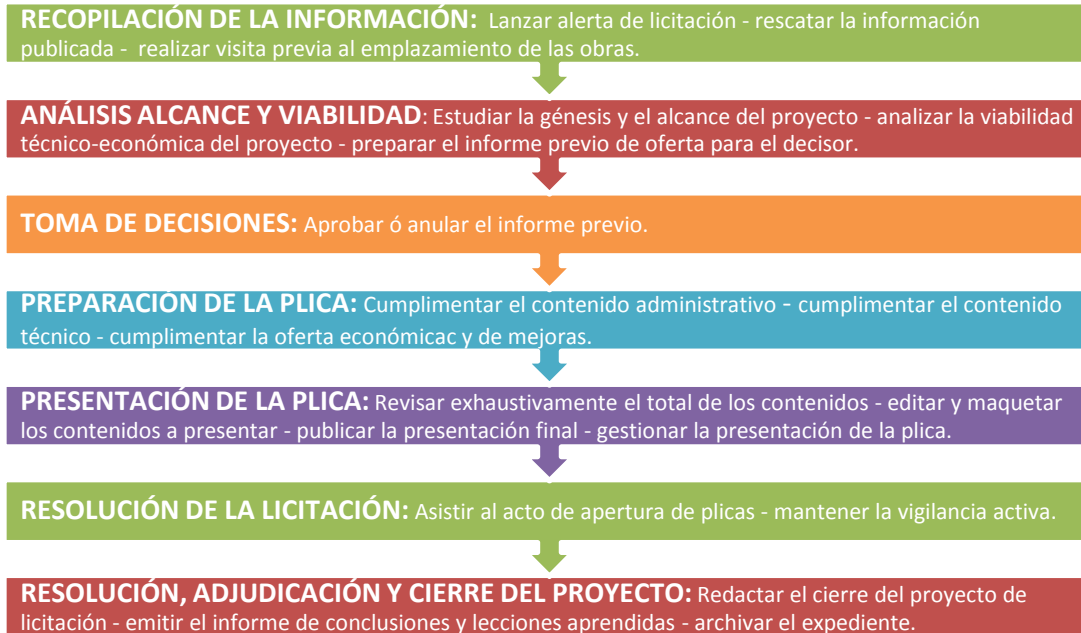 RECOPILACIÓN DE LA INFORMACIÓN: Lanzar alerta de licitación - rescatar la información
publicada - realizar visita previa al emplazamiento de las obras.
ANÁLISIS ALCANCE Y VIABILIDAD: Estudiar la génesis y el alcance del proyecto - analizar la viabilidad
técnico-económica del proyecto - preparar el informe previo de oferta para el decisor.
TOMA DE DECISIONES: Aprobar ó anular el informe previo.
PREPARACIÓN DE LA PLICA: Cumplimentar el contenido administrativo - cumplimentar el contenido
técnico - cumplimentar la oferta económicac y de mejoras.
PRESENTACIÓN DE LA PLICA: Revisar exhaustivamente el total de los contenidos - editar y maquetar
los contenidos a presentar - publicar la presentación final - gestionar la presentación de la plica.
RESOLUCIÓN DE LA LICITACIÓN: Asistir al acto de apertura de plicas - mantener la vigilancia activa.
RESOLUCIÓN, ADJUDICACIÓN Y CIERRE DEL PROYECTO: Redactar el cierre del proyecto de
licitación - emitir el informe de conclusiones y lecciones aprendidas - archivar el expediente.